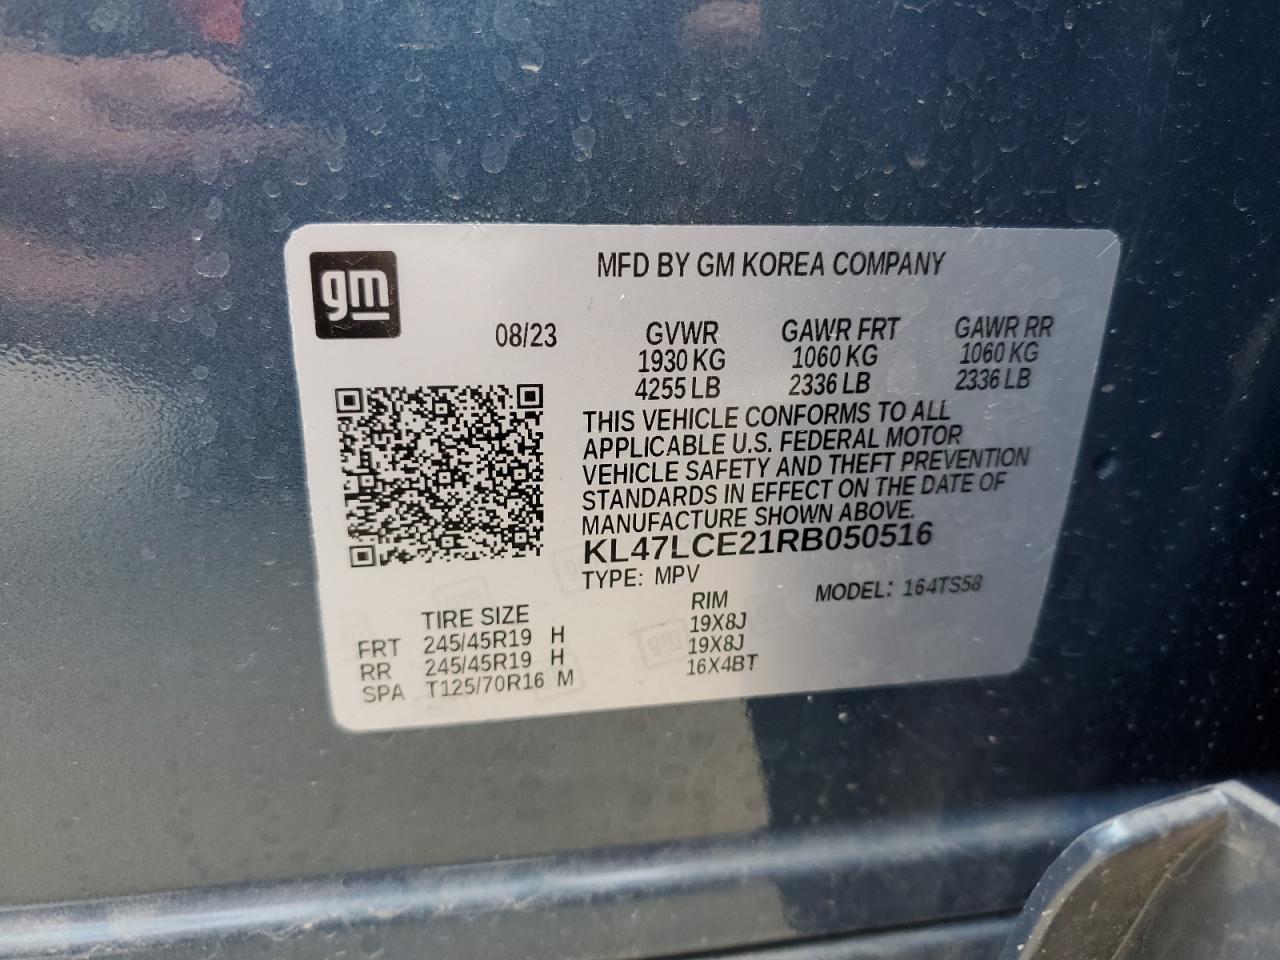 gm
MFD BY GM KOREA COMPANY
08/23
GVWR GAWR FRT GAWR RR
1930 KG 1060 KG 1060 KG
4255 LB 2336 LB 2336 LB
THIS VEHICLE CONFORMS TO ALL
APPLICABLE U.S. FEDERAL MOTOR
VEHICLE SAFETY AND THEFT PREVENTION
STANDARDS IN EFFECT ON THE DATE OF
MANUFACTURE SHOWN ABOVE.
KL47LCE21RB050516
TYPE: MPV MODEL: 164TS58
TIRE SIZE RIM
FRT 245/45R19 H 19X8J
RR 245/45R19 H 19X8J
SPA T125/70R16 M 16X4BT